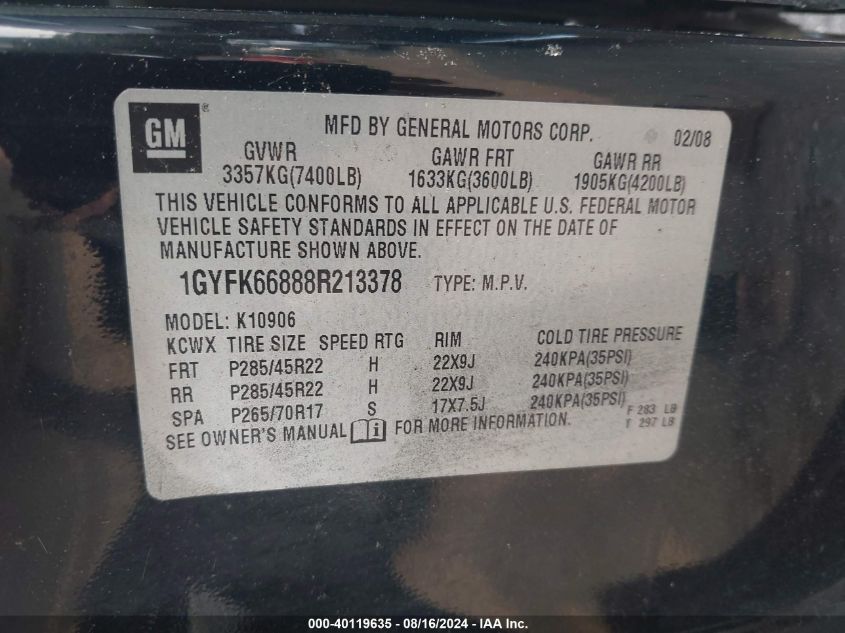 GM
MFD BY GENERAL MOTORS CORP. 02/08
GVWR GAWR FRT GAWR RR
3357KG(7400LB) 1633KG(3600LB) 1905KG(4200LB)
THIS VEHICLE CONFORMS TO ALL APPLICABLE U.S. FEDERAL MOTOR
VEHICLE SAFETY STANDARDS IN EFFECT ON THE DATE OF
MANUFACTURE SHOWN ABOVE.
1GYFK66888R213378 TYPE: M.P.V.
MODEL: K10906
KCWX TIRE SIZE SPEED RTG RIM COLD TIRE PRESSURE
FRT P285/45R22 H 22X9J 240KPA(35PSI)
RR P285/45R22 H 22X9J 240KPA(35PSI)
SPA P265/70R17 S 17X7.5J 240KPA(35PSI)
F 283 LB
T 297 LB
SEE OWNER'S MANUAL i FOR MORE INFORMATION.
000-40119635 - 08/16/2024 - IAA Inc.